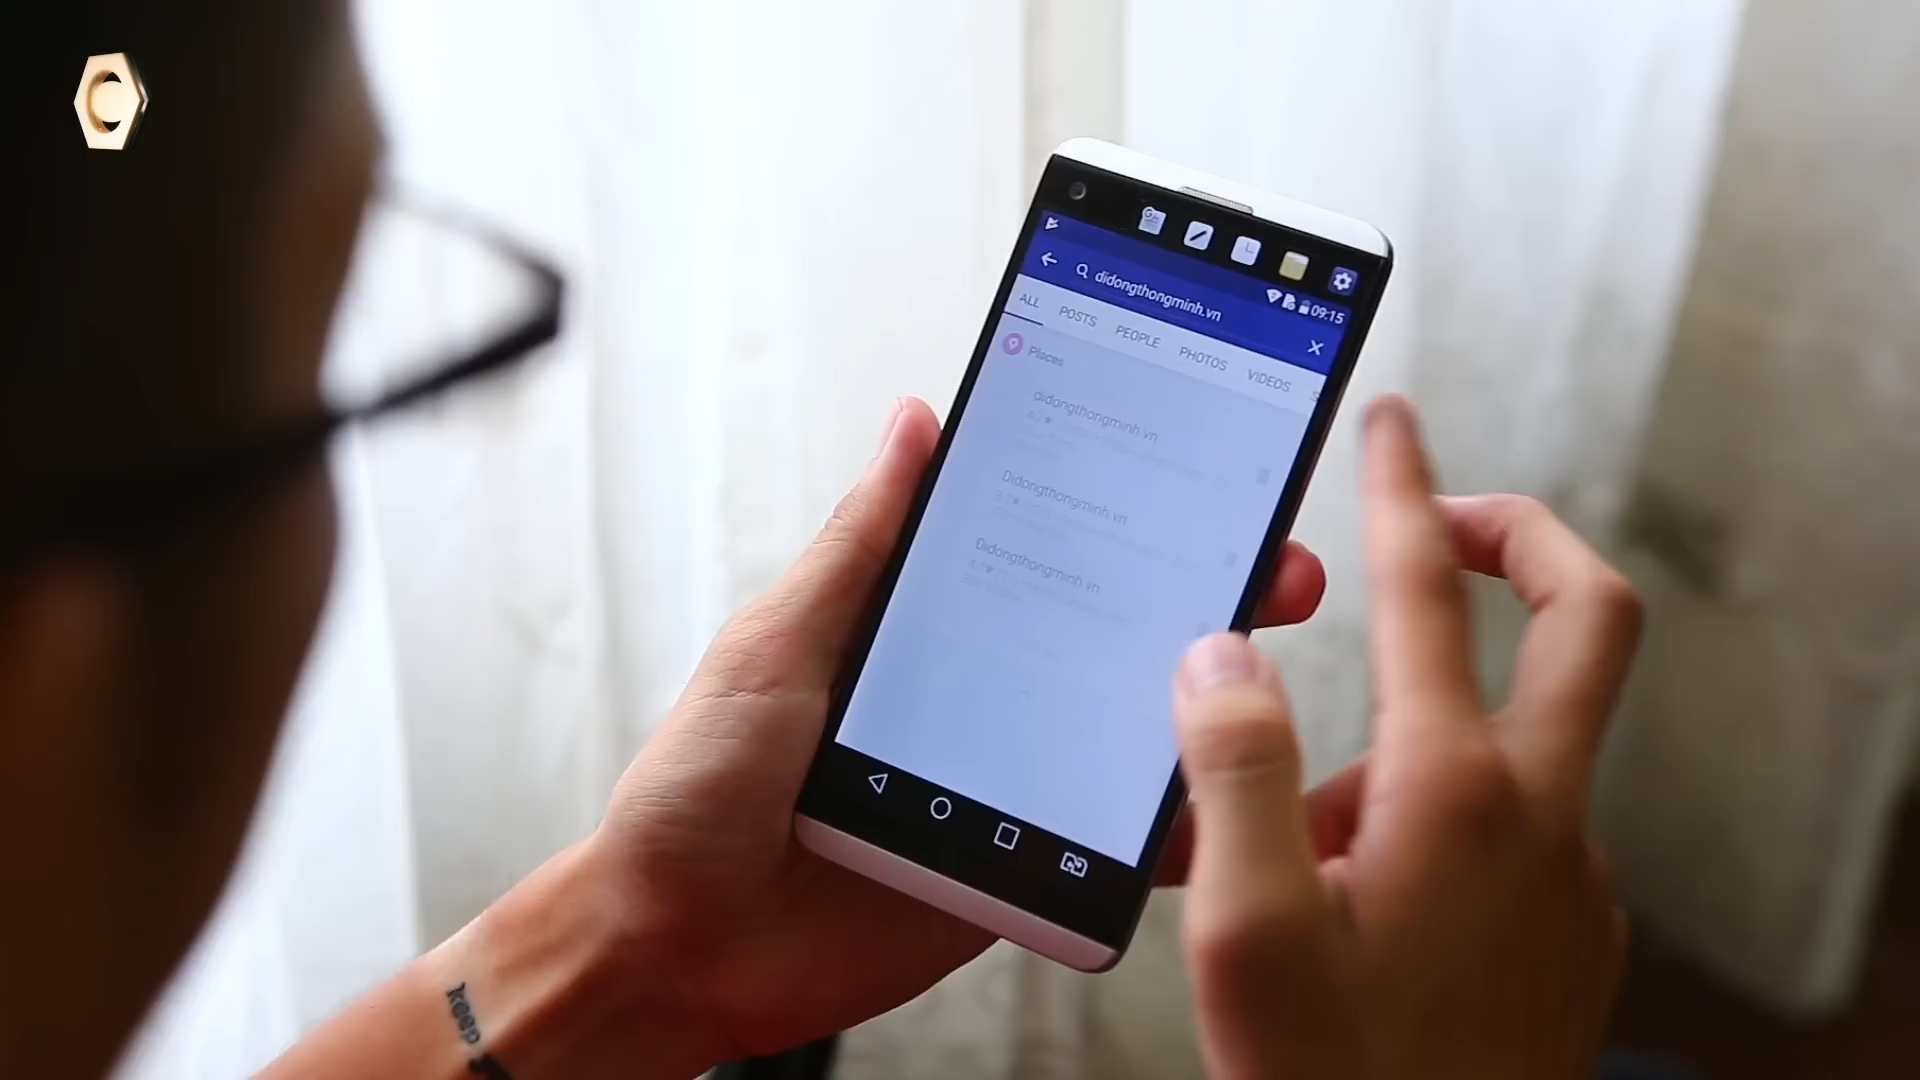 didongthongminh.vn
09:15
ALL POSTS PEOPLE PHOTOS VIDEOS
Places
didongthongminh.vn
Didongthongminh.vn
Didongthongminh.vn
keep